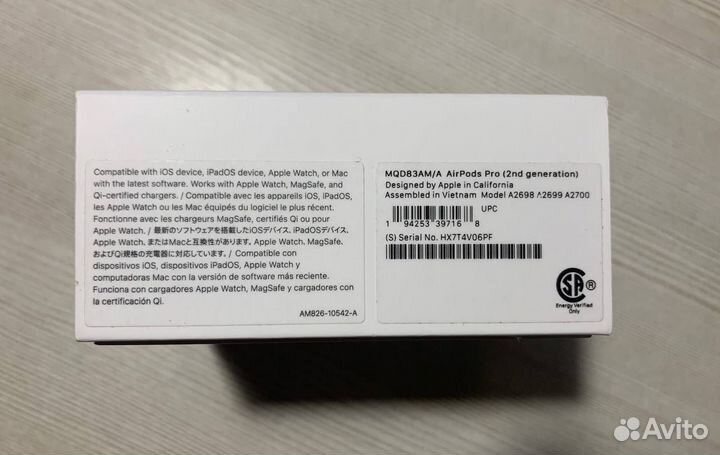 Compatible with iOS device, iPadOS device, Apple Watch, or Mac
with the latest software. Works with Apple Watch, MagSafe, and
Qi-certified chargers. / Compatible avec les appareils iOS, iPadOS,
les Apple Watch ou les Mac équipés du logiciel le plus récent.
Fonctionne avec les chargeurs MagSafe, certifiés Qi ou pour
Apple Watch. / 最新のソフトウェアを搭載したiOSデバイス、iPadOSデバイス、
Apple Watch、またはMacと互換性があります。Apple Watch、MagSafe、
およびQi規格の充電器に対応しています。/ Compatible con
dispositivos iOS, dispositivos iPadOS, Apple Watch y
computadoras Mac con la versión de software más reciente.
Funciona con cargadores Apple Watch, MagSafe y cargadores con
la certificación Qi.
AM826-10542-A
MQD83AM/A AirPods Pro (2nd generation)
Designed by Apple in California
Assembled in Vietnam Model A2698 A2699 A2700
UPC
1 94253 39716 8
(S) Serial No. HX7T4V06PF
SA ®
Energy Verified
Only
Avito